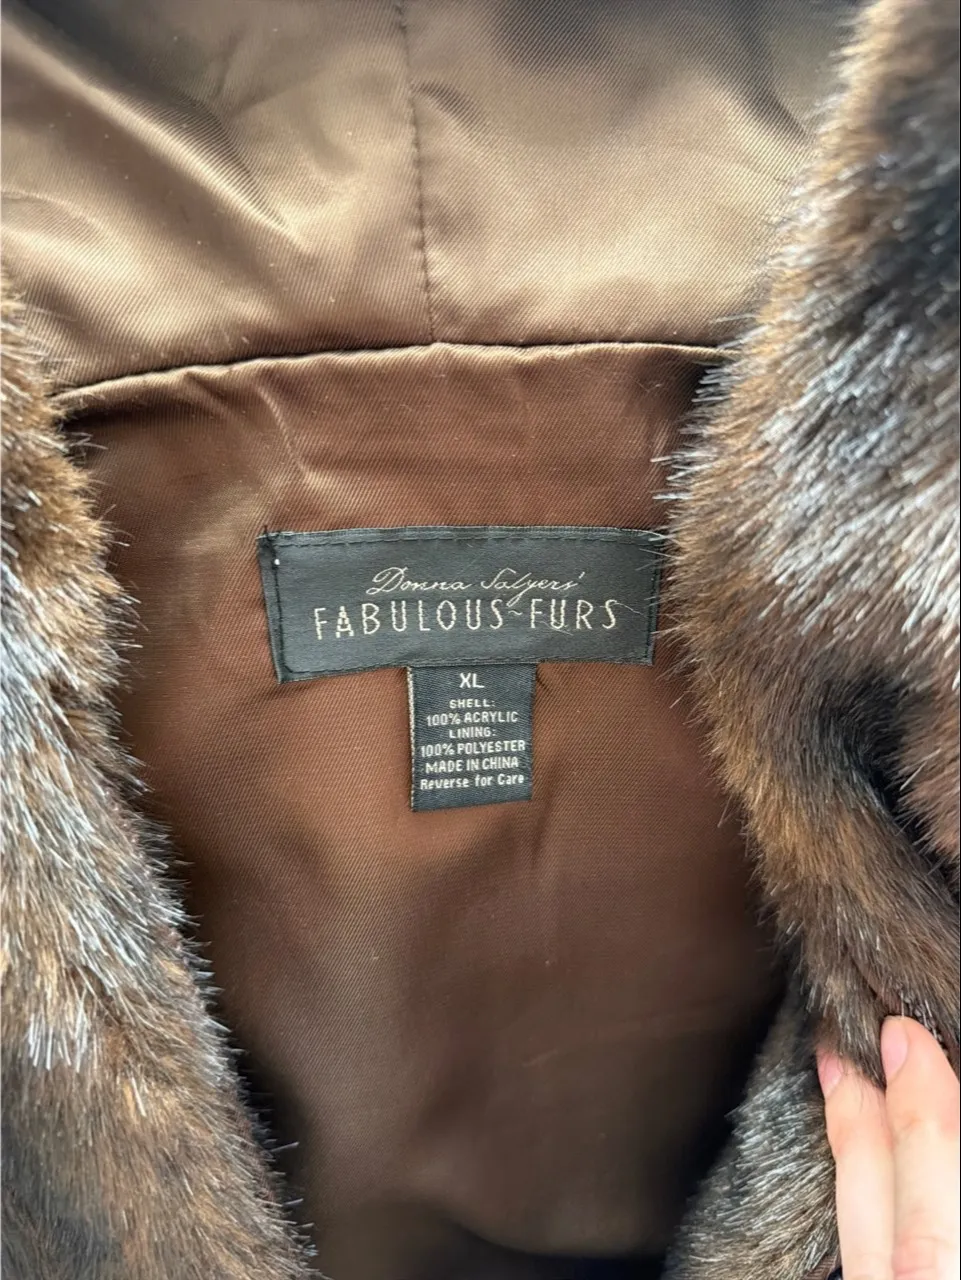 Donna Salyers'
FABULOUS~FURS
XL
SHELL:
100% ACRYLIC
LINING:
100% POLYESTER
MADE IN CHINA
Reverse for Care